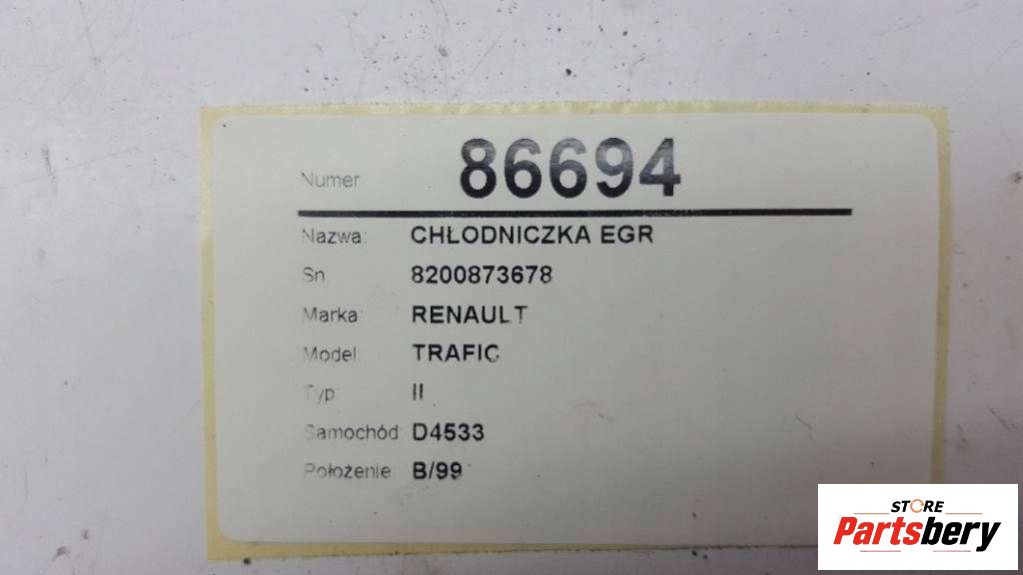 Numer 86694
Nazwa: CHŁODNICZKA EGR
Sn 8200873678
Marka RENAULT
Model TRAFIC
Typ II
Samochód D4533
Położenie B/99
STORE
Partsbery